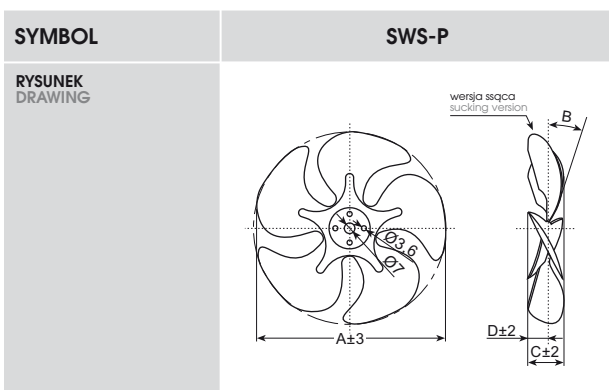 SYMBOL
SWS-P
RYSUNEK
DRAWING
wersja ssąca
sucking version
B
Ø3,6
Ø7
A±3
D±2
C±2